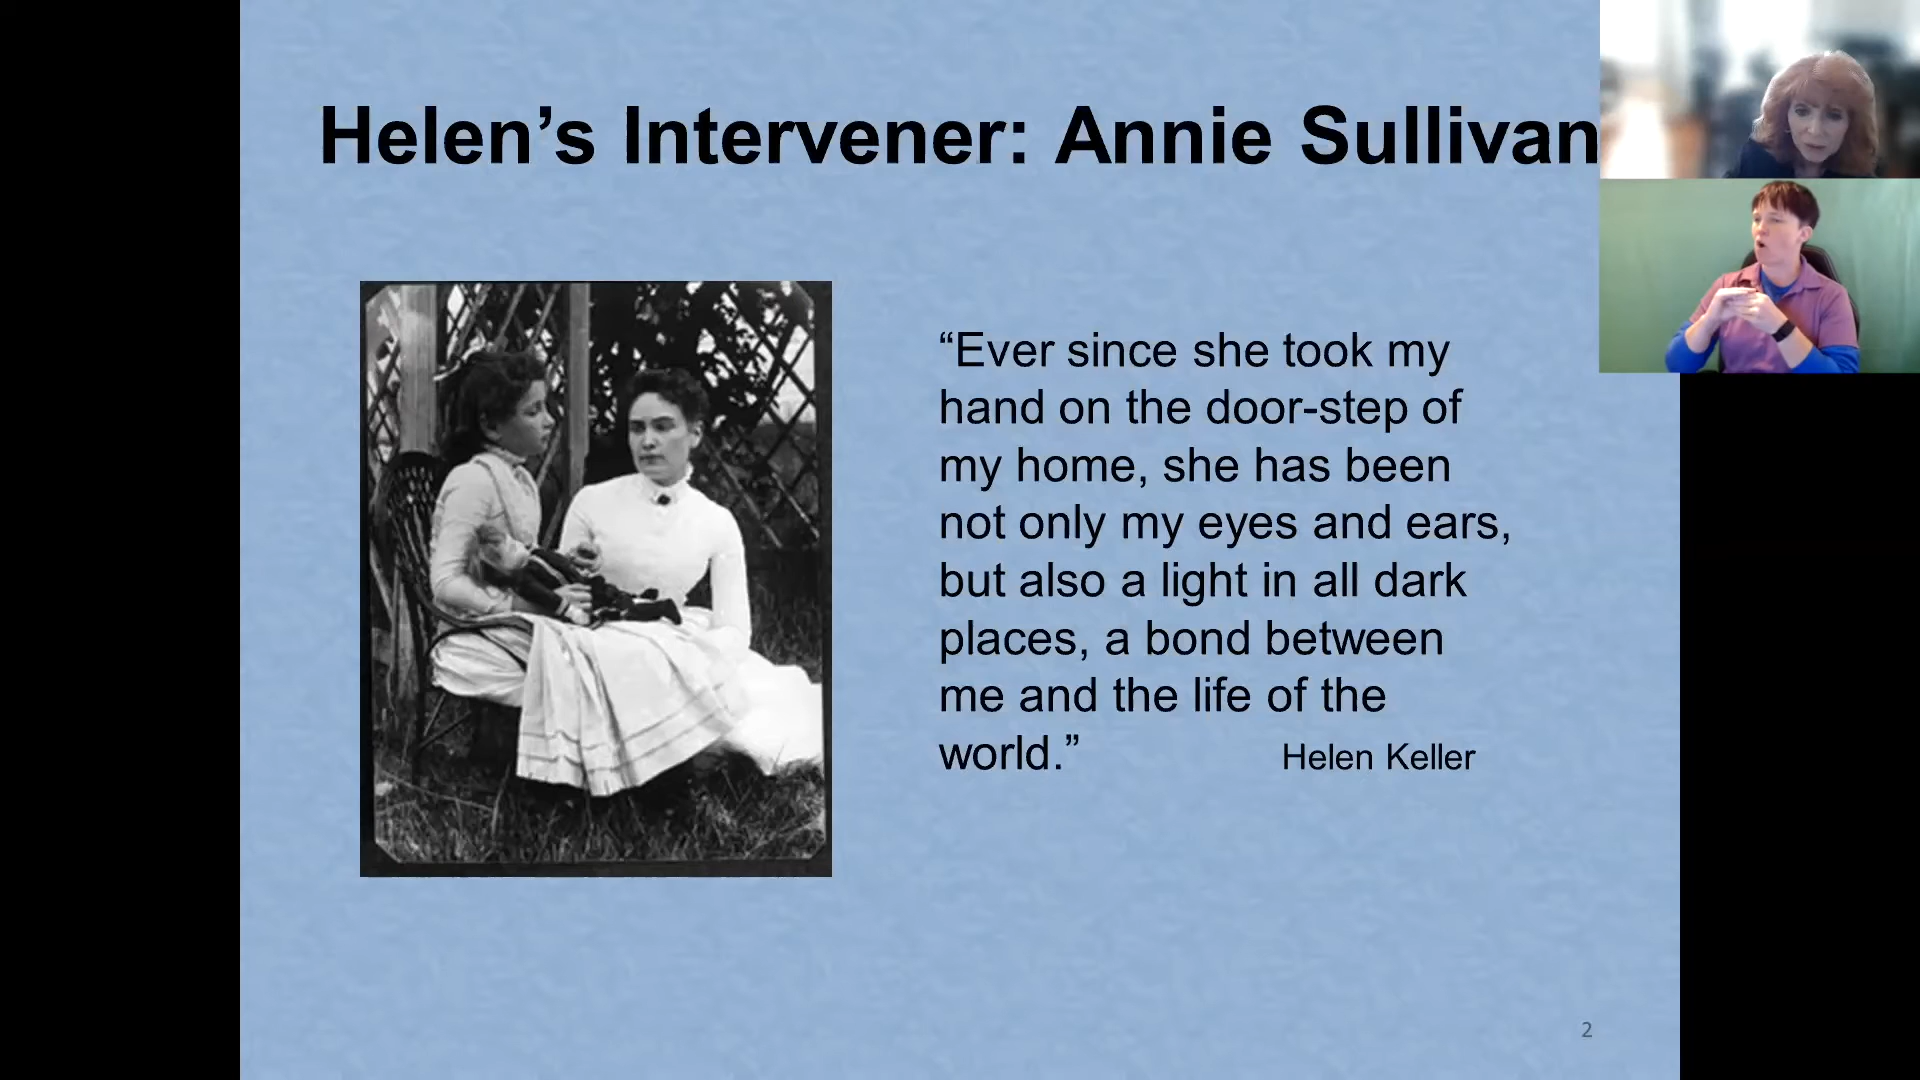 Helen’s Intervener: Annie Sullivan
“Ever since she took my
hand on the door-step of
my home, she has been
not only my eyes and ears,
but also a light in all dark
places, a bond between
me and the life of the
world.” Helen Keller
2